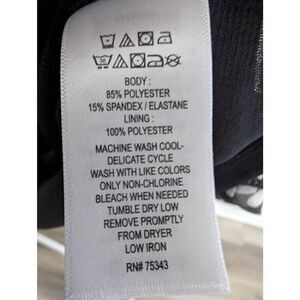 BODY :
85% POLYESTER
15% SPANDEX / ELASTANE
LINING :
100% POLYESTER
MACHINE WASH COOL-
DELICATE CYCLE
WASH WITH LIKE COLORS
ONLY NON-CHLORINE
BLEACH WHEN NEEDED
TUMBLE DRY LOW
REMOVE PROMPTLY
FROM DRYER
LOW IRON
RN# 75343